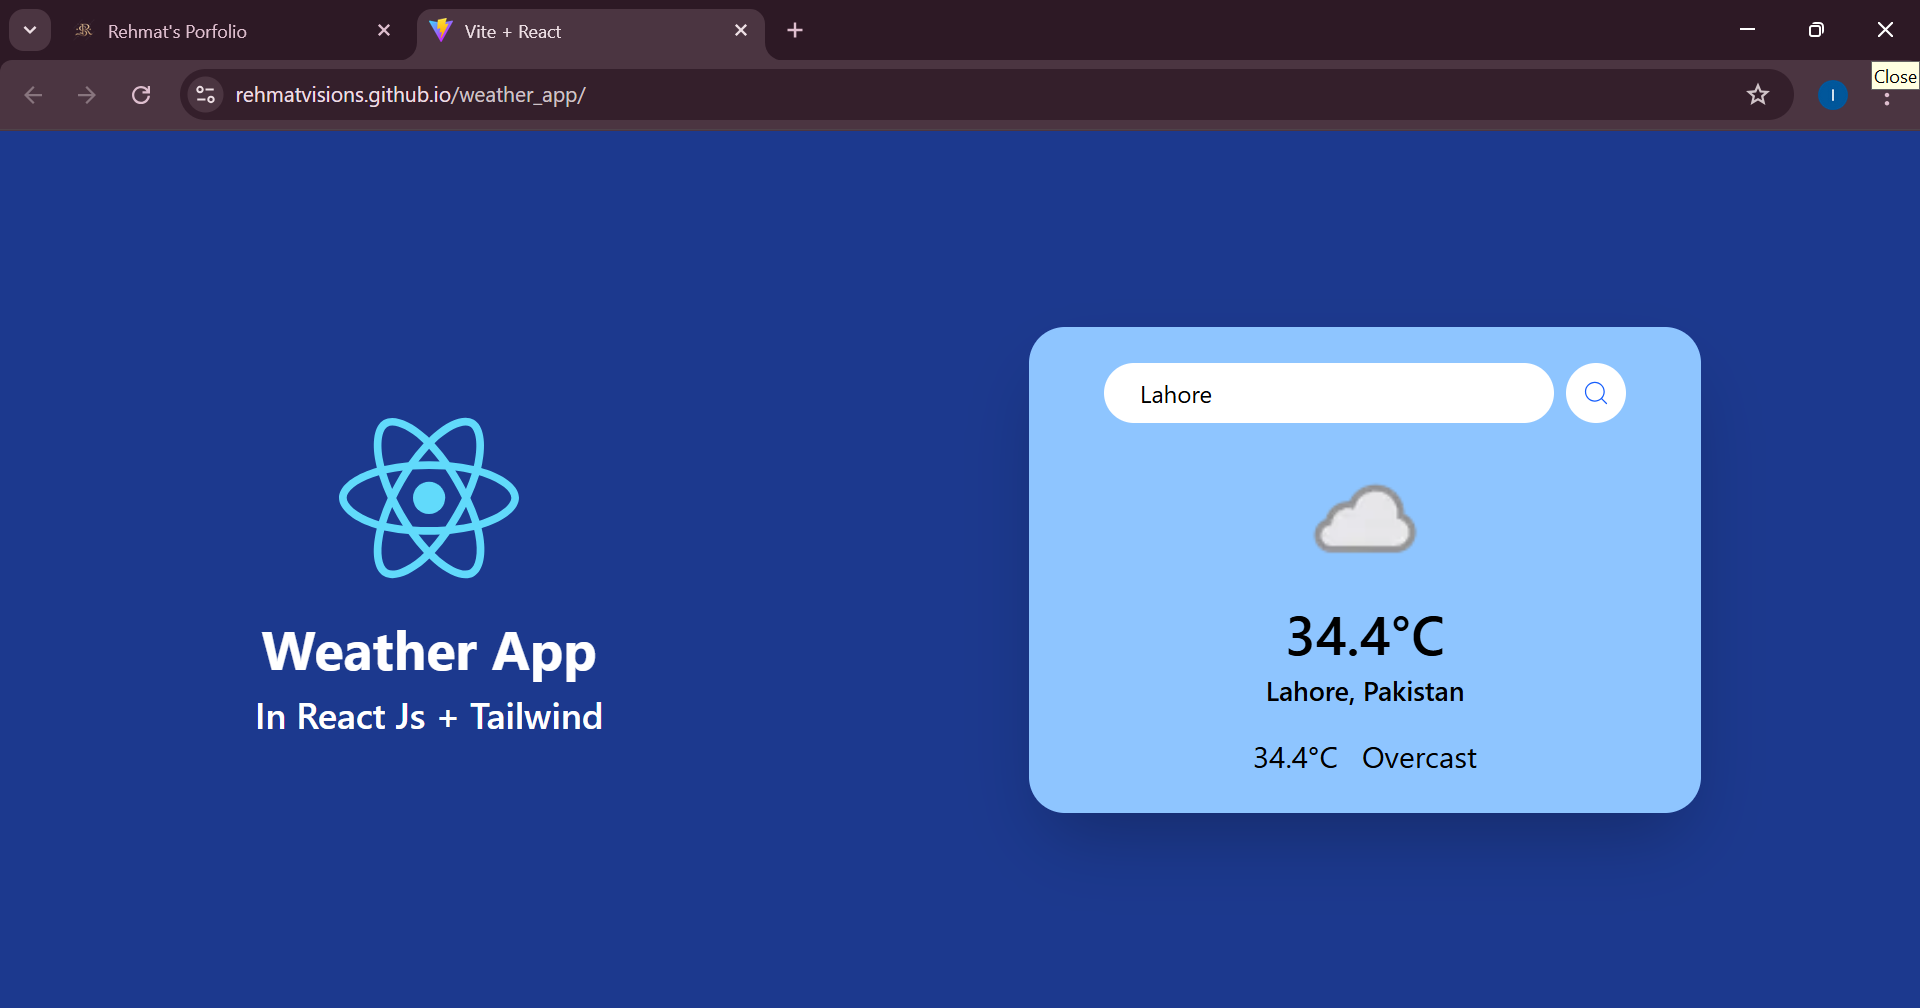 Rehmat's Porfolio
Vite + React
Close
rehmatvisions.github.io/weather_app/
I
Weather App
In React Js + Tailwind
Lahore
34.4°C
Lahore, Pakistan
34.4°C Overcast